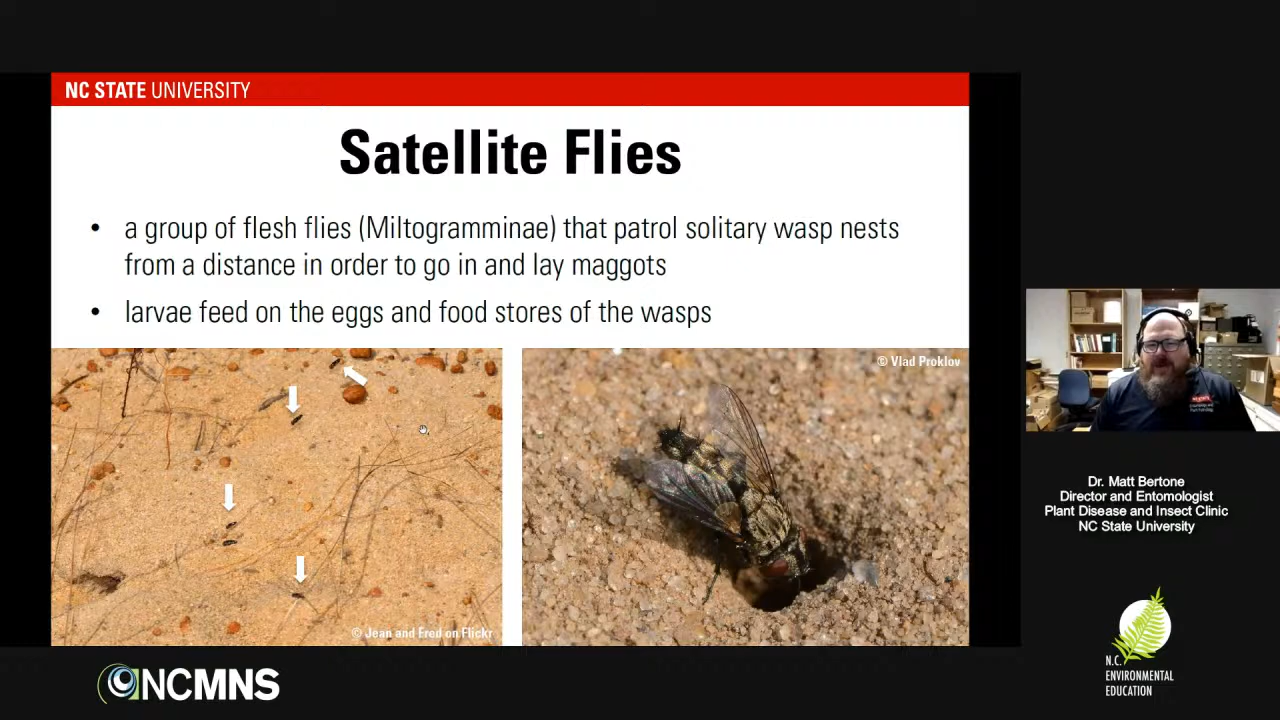 NC STATE UNIVERSITY
Satellite Flies
• a group of flesh flies (Miltogramminae) that patrol solitary wasp nests
from a distance in order to go in and lay maggots
• larvae feed on the eggs and food stores of the wasps
© Vlad Proklov
© Jean and Fred on Flickr
Dr. Matt Bertone
Director and Entomologist
Plant Disease and Insect Clinic
NC State University
NCMNS
N.C.
ENVIRONMENTAL
EDUCATION